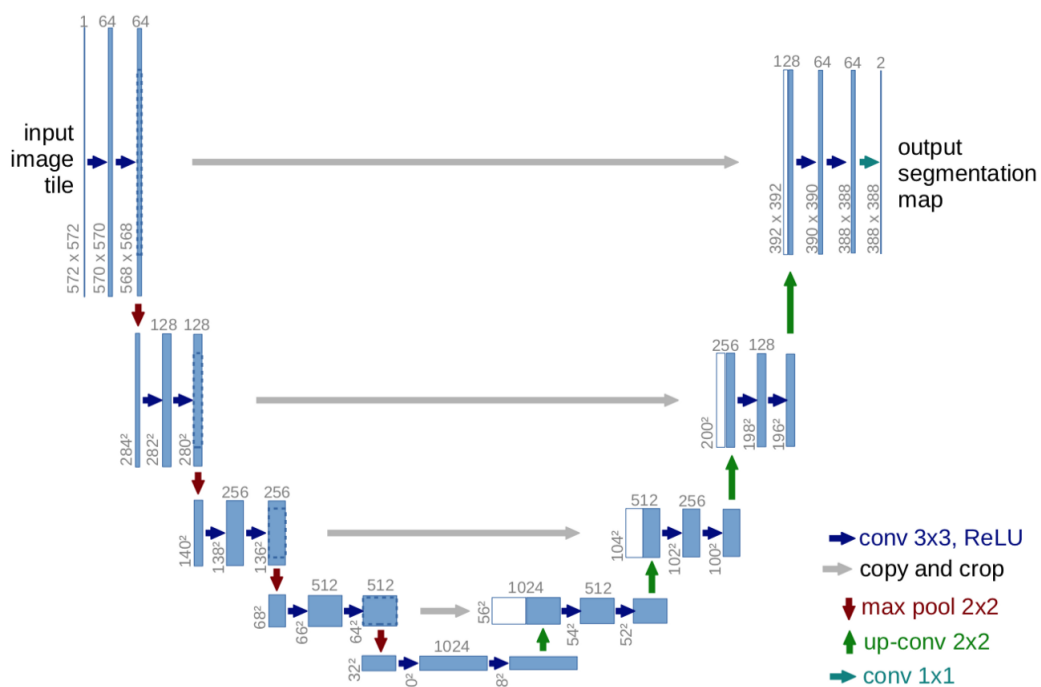 1 64 64
128 64 64 2
input
image
tile
output
segmentation
map
572 x 572
570 x 570
568 x 568
392 x 392
390 x 390
388 x 388
388 x 388
128 128
256 128
284²
282²
280²
200²
198²
196²
256 256
512 256
140²
138²
136²
104²
102²
100²
512 512
1024 512
68²
66²
64²
56²
54²
52²
1024
32²
0²
8²
conv 3x3, ReLU
copy and crop
max pool 2x2
up-conv 2x2
conv 1x1